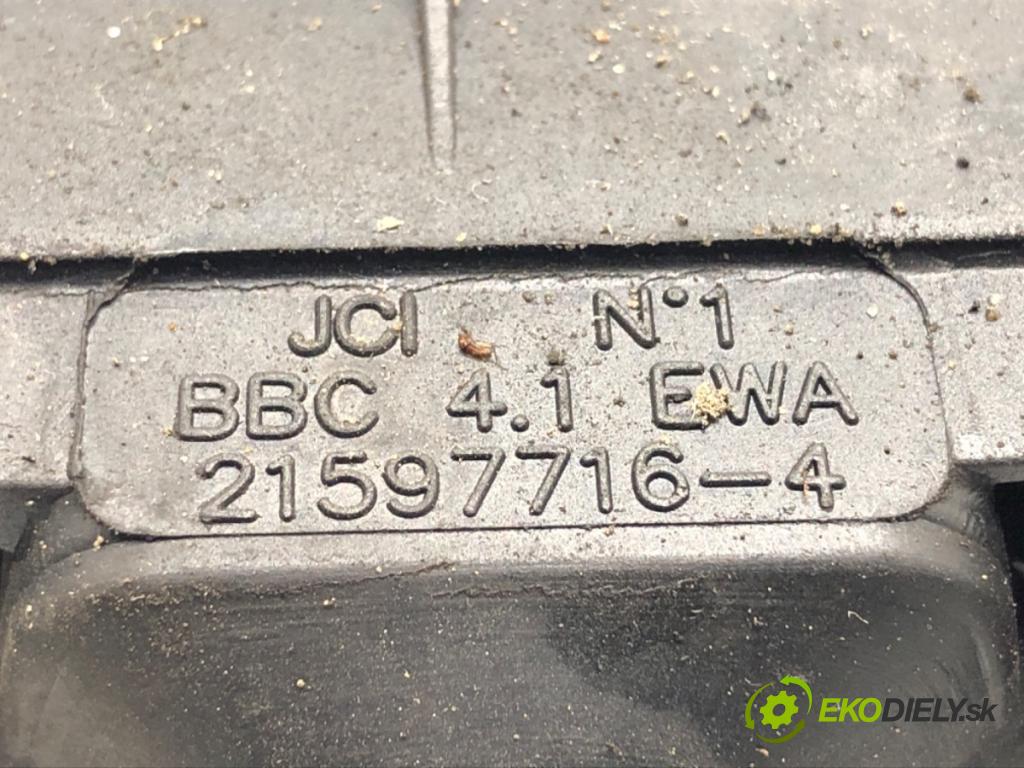 JCI N°1
BBC 4.1 EWA
21597716-4
EKODIELY.sk